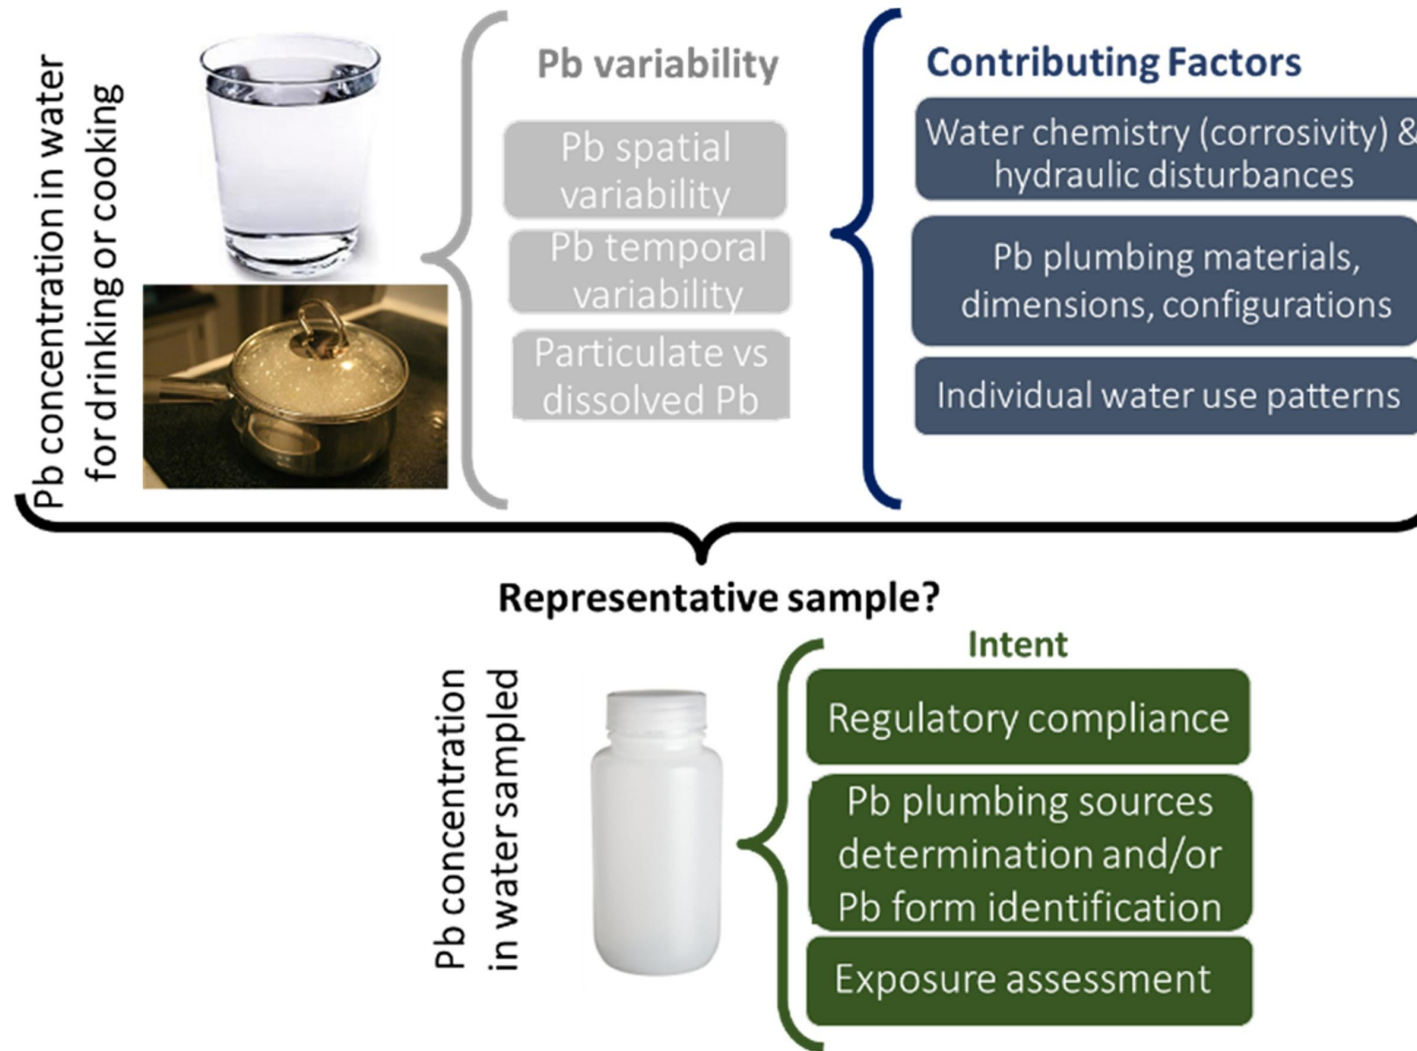 Pb concentration in water
for drinking or cooking
Pb variability
Pb spatial
variability
Pb temporal
variability
Particulate vs
dissolved Pb
Contributing Factors
Water chemistry (corrosivity) &
hydraulic disturbances
Pb plumbing materials,
dimensions, configurations
Individual water use patterns
Representative sample?
Pb concentration
in water sampled
Intent
Regulatory compliance
Pb plumbing sources
determination and/or
Pb form identification
Exposure assessment